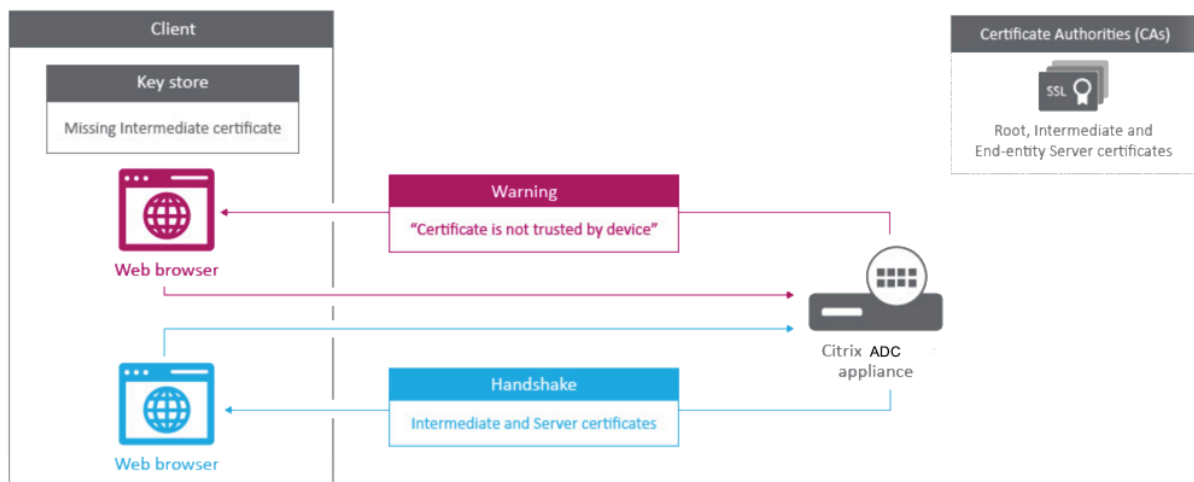 Client
Key store
Missing Intermediate certificate
Web browser
Warning
“Certificate is not trusted by device”
Certificate Authorities (CAs)
SSL
Root, Intermediate and
End-entity Server certificates
Citrix ADC
appliance
Web browser
Handshake
Intermediate and Server certificates